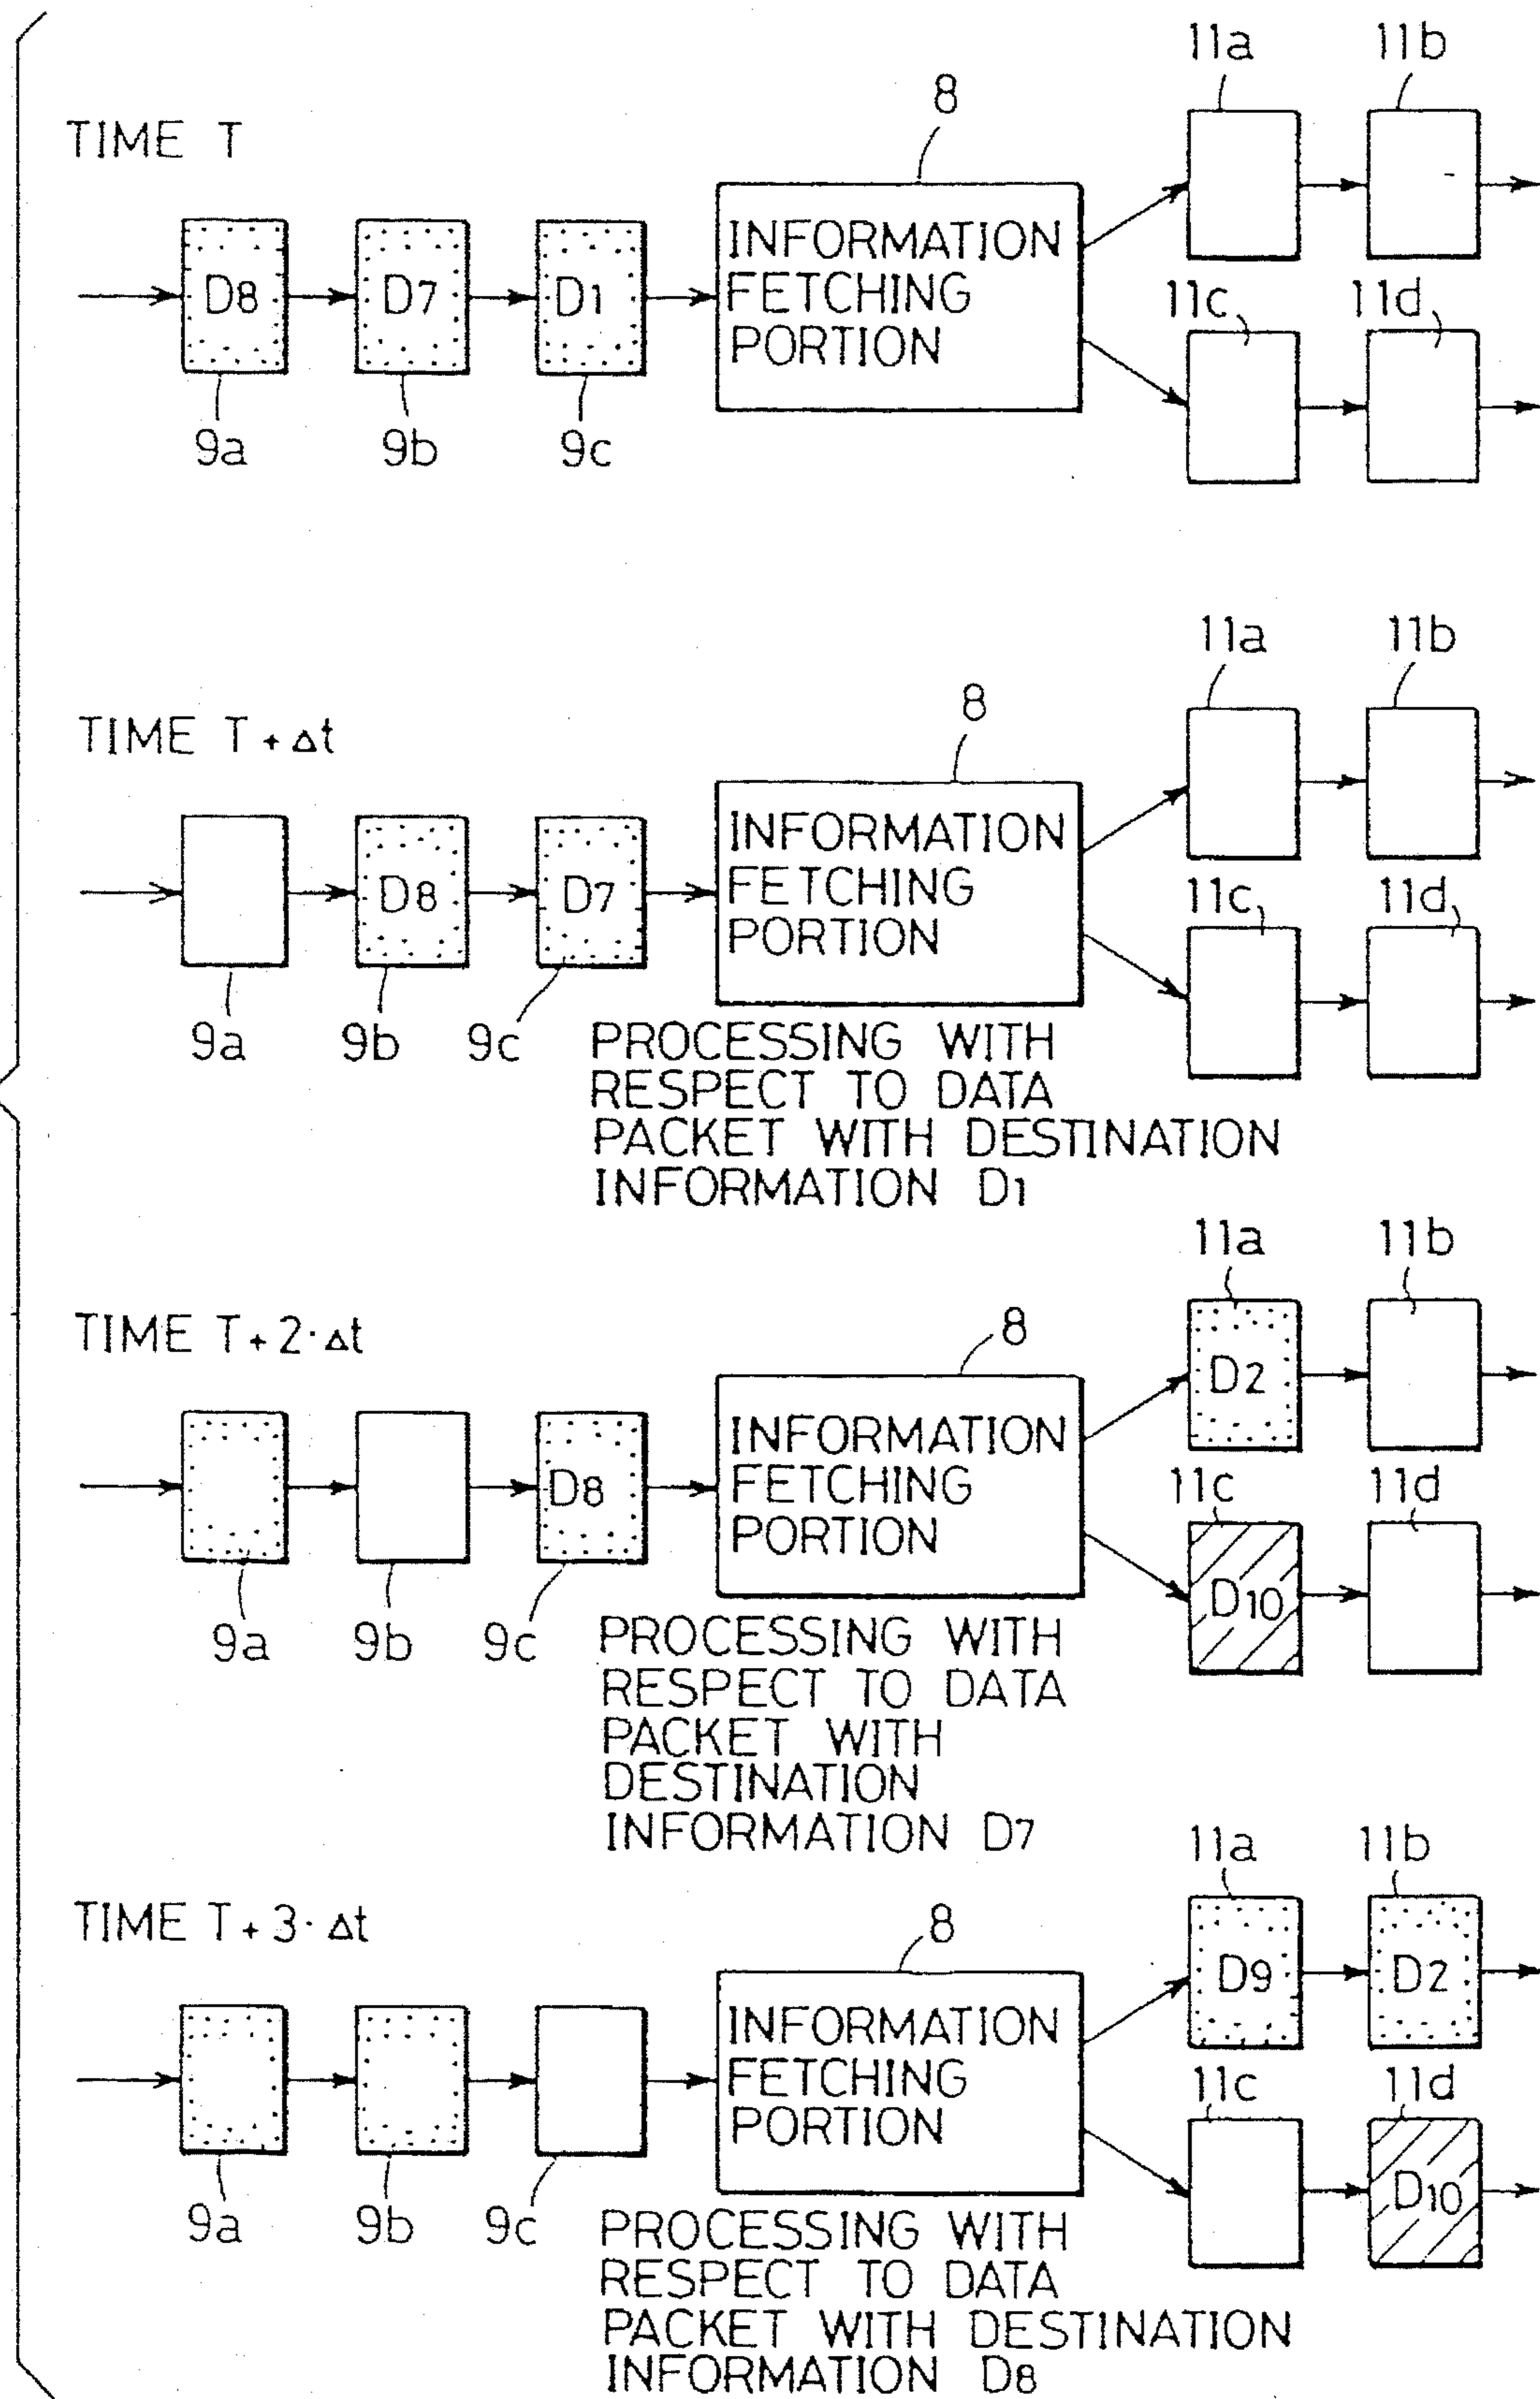 11a 11b
8
TIME T
INFORMATION
FETCHING
PORTION
D8 D7 D1
11c 11d
9a 9b 9c
11a 11b
8
TIME T+Δt
INFORMATION
FETCHING
PORTION
D8 D7
11c 11d
9a 9b 9c
PROCESSING WITH
RESPECT TO DATA
PACKET WITH DESTINATION
INFORMATION D1
11a 11b
8
TIME T+2·Δt
D2
INFORMATION
FETCHING
PORTION
D8
11c 11d
D10
9a 9b 9c
PROCESSING WITH
RESPECT TO DATA
PACKET WITH
DESTINATION
INFORMATION D7
11a 11b
8
TIME T+3·Δt
D9 D2
INFORMATION
FETCHING
PORTION
11c 11d
D10
9a 9b 9c
PROCESSING WITH
RESPECT TO DATA
PACKET WITH DESTINATION
INFORMATION D8